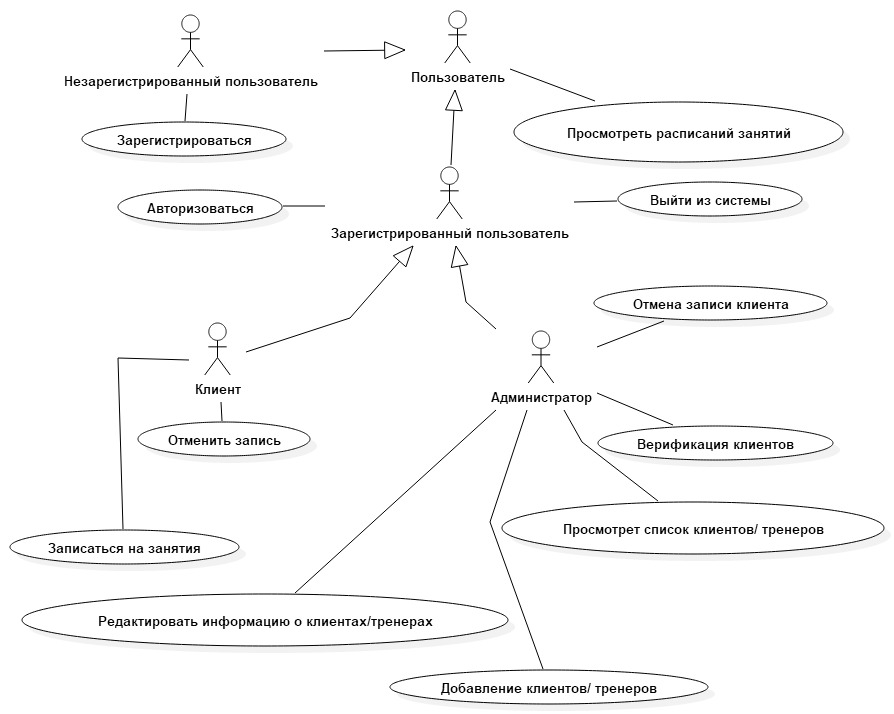 Незарегистрированный пользователь
Пользователь
Зарегистрироваться
Просмотреть расписаний занятий
Авторизоваться
Выйти из системы
Зарегистрированный пользователь
Отмена записи клиента
Клиент
Администратор
Отменить запись
Верификация клиентов
Просмотрет список клиентов/ тренеров
Записаться на занятия
Редактировать информацию о клиентах/тренерах
Добавление клиентов/ тренеров